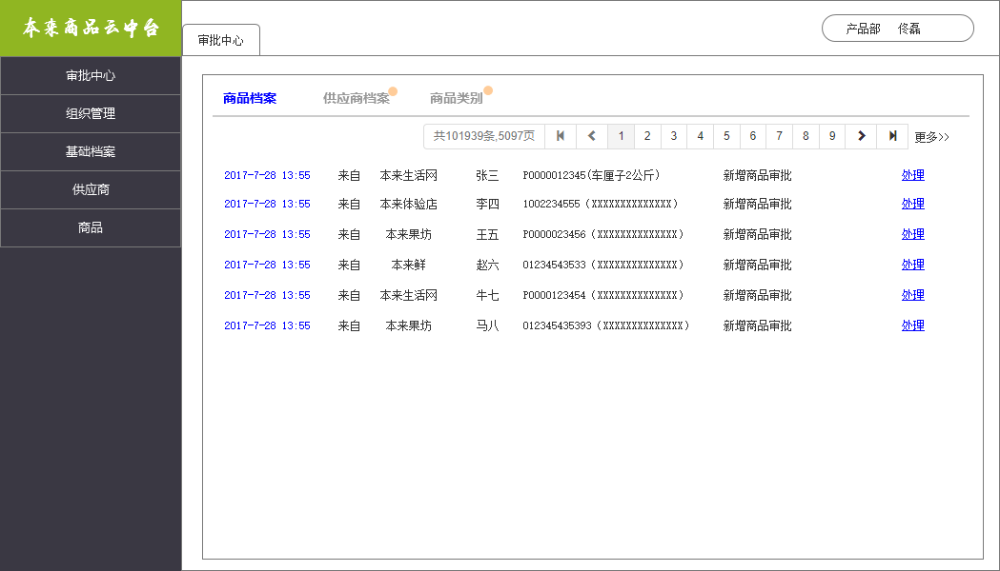 本来商品云中台
审批中心
产品部 佟磊
审批中心
组织管理
基础档案
供应商
商品
商品档案 供应商档案 商品类别
共101939条,5097页 1 2 3 4 5 6 7 8 9 更多>>
2017-7-28 13:55 来自 本来生活网 张三 P0000012345(车厘子2公斤) 新增商品审批 处理
2017-7-28 13:55 来自 本来体验店 李四 1002234555（XXXXXXXXXXXXXX） 新增商品审批 处理
2017-7-28 13:55 来自 本来果坊 王五 P0000023456（XXXXXXXXXXXXXX） 新增商品审批 处理
2017-7-28 13:55 来自 本来鲜 赵六 01234543533（XXXXXXXXXXXXXX） 新增商品审批 处理
2017-7-28 13:55 来自 本来生活网 牛七 P0000123454（XXXXXXXXXXXXXX） 新增商品审批 处理
2017-7-28 13:55 来自 本来果坊 马八 012345435393（XXXXXXXXXXXXXX） 新增商品审批 处理